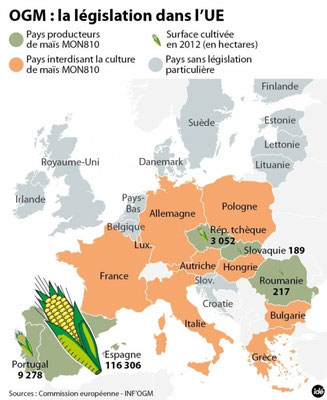 OGM : la législation dans l’UE
Pays producteurs
de maïs MON810
Surface cultivée
en 2012 (en hectares)
Pays interdisant la culture
de maïs MON810
Pays sans législation
particulière
Finlande
Suède
Estonie
Lettonie
Lituanie
Royaume-Uni
Danemark
Irlande
Pays-
Bas
Belgique
Lux.
Allemagne
Pologne
Rép. tchèque
3 052
Slovaquie 189
France
Autriche
Hongrie
Slov.
Croatie
Roumanie
217
Bulgarie
Italie
Grèce
Portugal
9 278
Espagne
116 306
Sources : Commission européenne - INF'OGM
idé